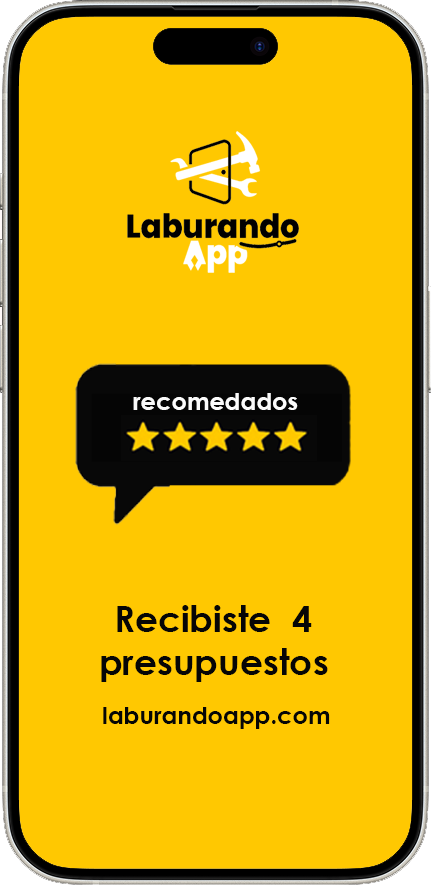 Laburando
App
recomedados
Recibiste 4
presupuestos
laburandoapp.com